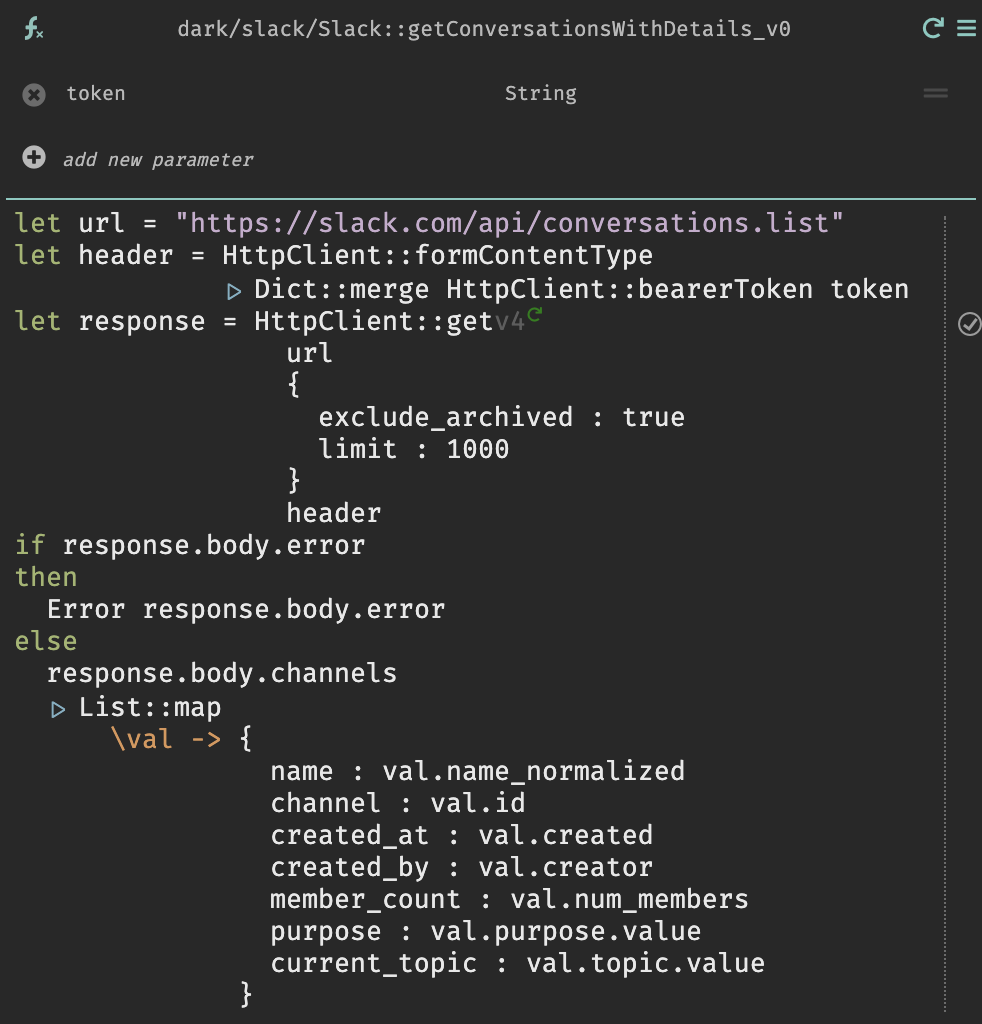 fx dark/slack/Slack::getConversationsWithDetails_v0
token String
add new parameter
let url = "https://slack.com/api/conversations.list"
let header = HttpClient::formContentType
▷ Dict::merge HttpClient::bearerToken token
let response = HttpClient::getv4
url
{
exclude_archived : true
limit : 1000
}
header
if response.body.error
then
Error response.body.error
else
response.body.channels
▷ List::map
\val -> {
name : val.name_normalized
channel : val.id
created_at : val.created
created_by : val.creator
member_count : val.num_members
purpose : val.purpose.value
current_topic : val.topic.value
}